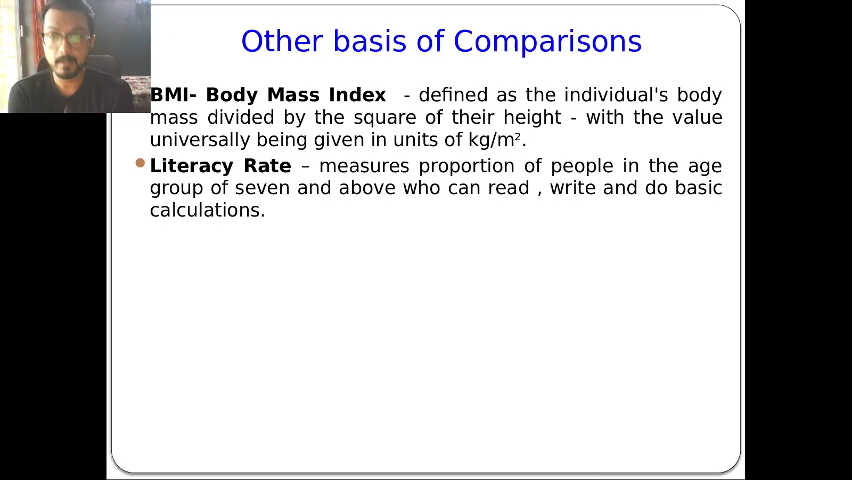 Other basis of Comparisons
BMI- Body Mass Index - defined as the individual's body
mass divided by the square of their height - with the value
universally being given in units of kg/m².
Literacy Rate – measures proportion of people in the age
group of seven and above who can read , write and do basic
calculations.